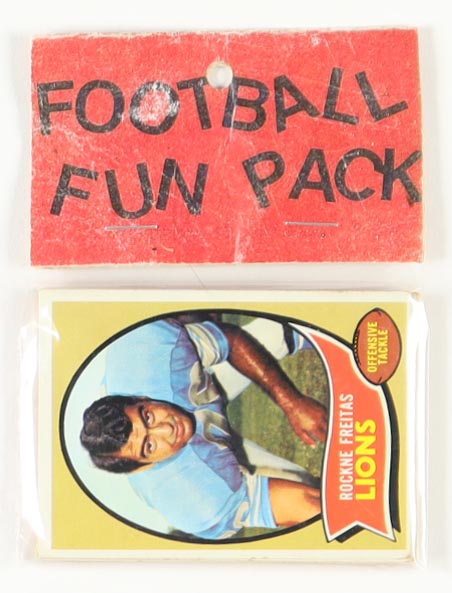 FOOTBALL
FUN PACK
OFFENSIVE
TACKLE
ROCKNE FREITAS
LIONS